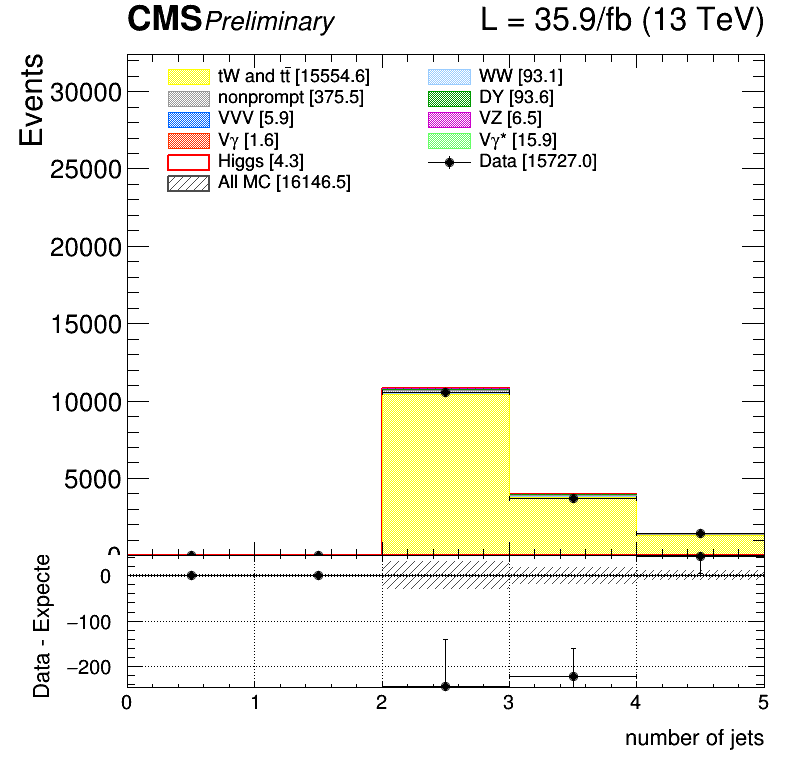 CMS Preliminary L = 35.9/fb (13 TeV)
Events
tW and tt̄ [15554.6] WW [93.1]
nonprompt [375.5] DY [93.6]
VVV [5.9] VZ [6.5]
Vγ [1.6] Vγ* [15.9]
Higgs [4.3] Data [15727.0]
All MC [16146.5]
30000
25000
20000
15000
10000
5000
0
Data - Expecte
0
−100
−200
0 1 2 3 4 5
number of jets